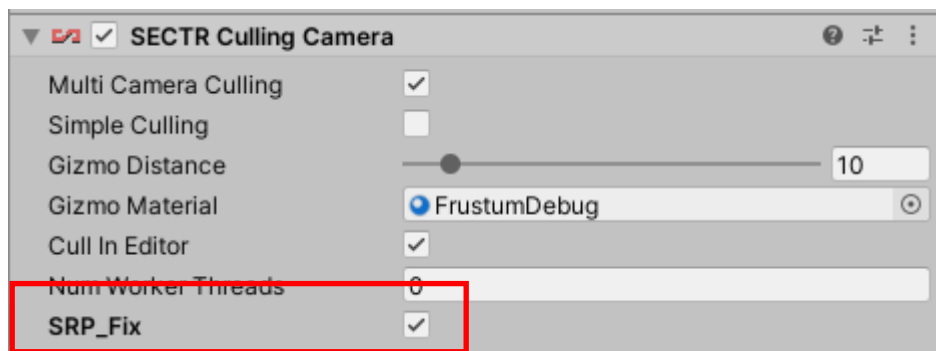 SECTR Culling Camera
Multi Camera Culling
Simple Culling
Gizmo Distance 10
Gizmo Material FrustumDebug
Cull In Editor
Num Worker Threads 0
SRP_Fix